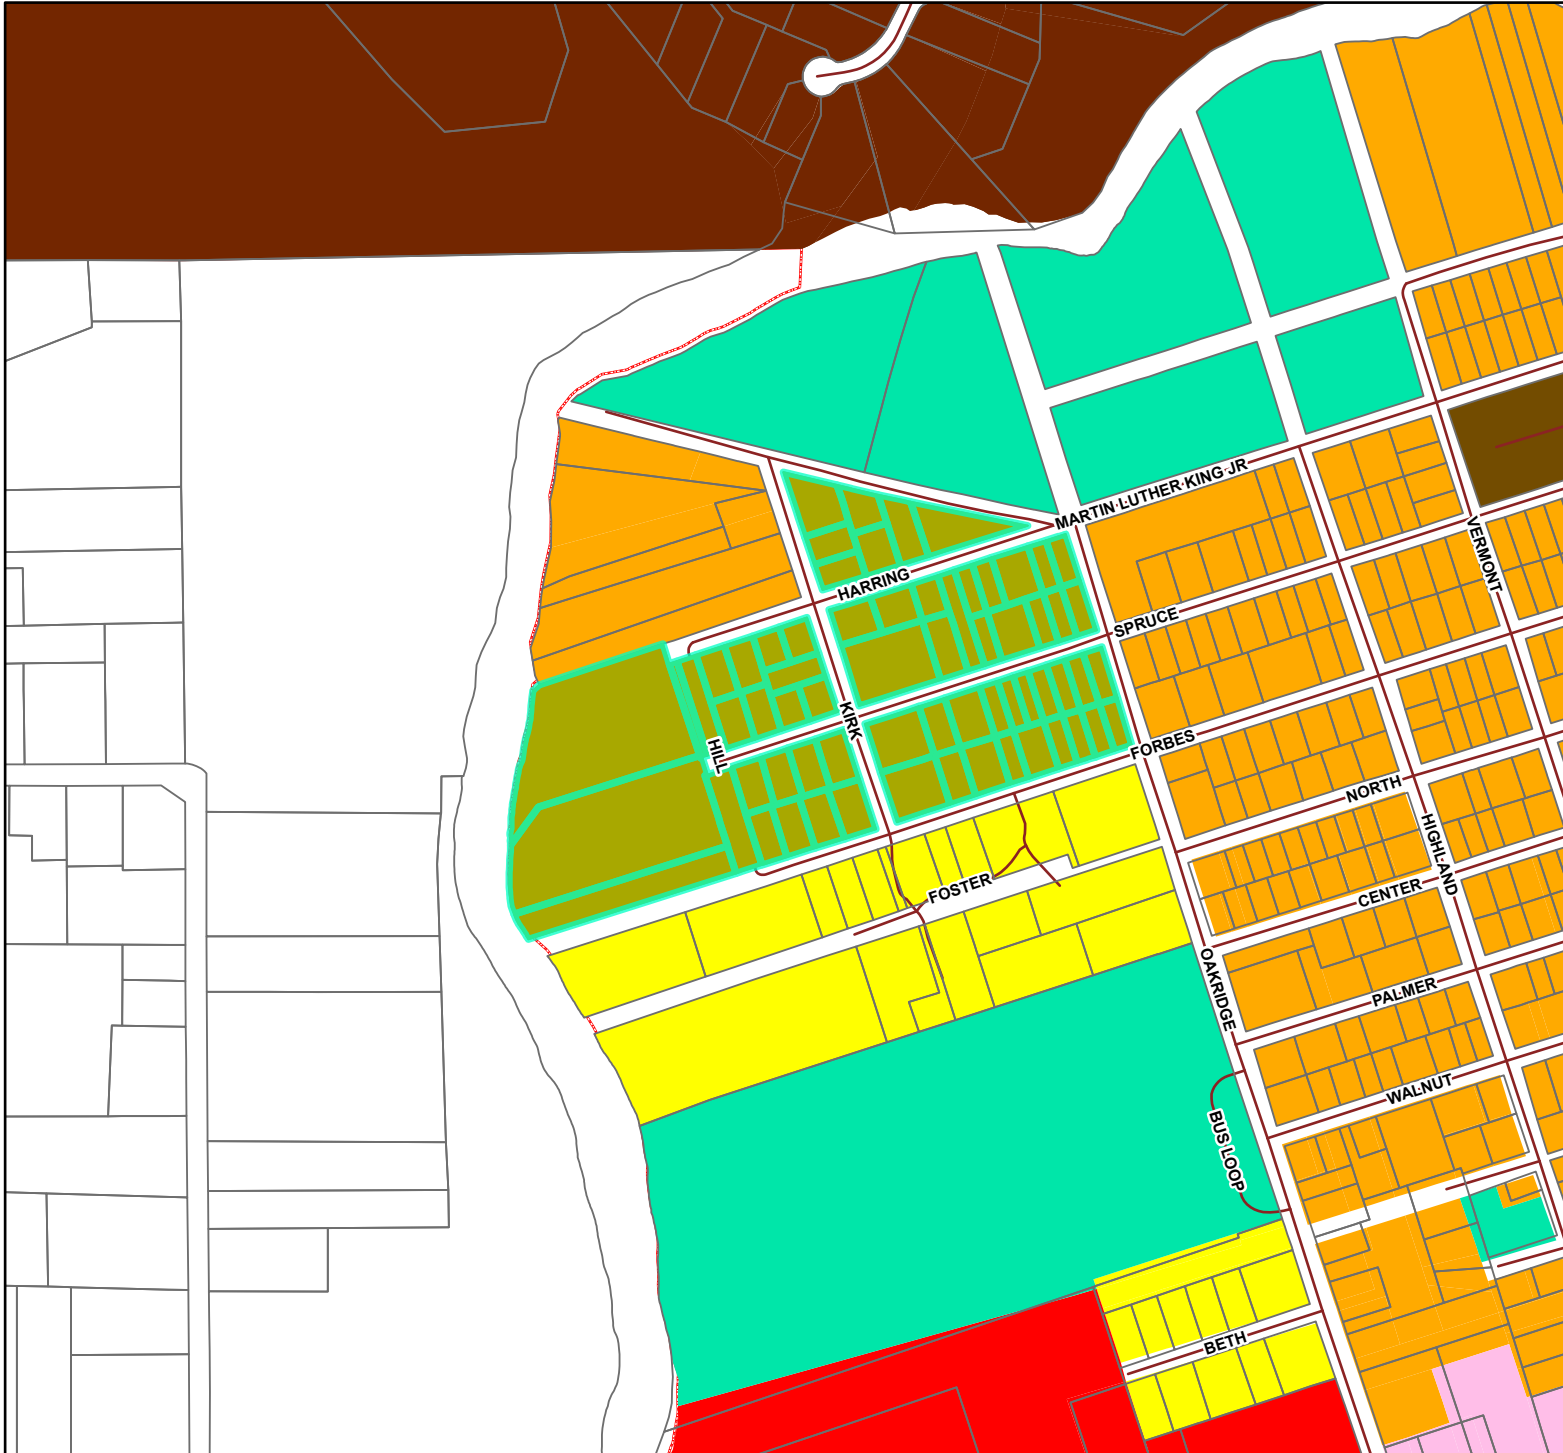 MARTIN LUTHER KING JR
VERMONT
HARRING
SPRUCE
KIRK
HILL
FORBES
NORTH
HIGHLAND
FOSTER
CENTER
OAKRIDGE
PALMER
WALNUT
BUS LOOP
BETH